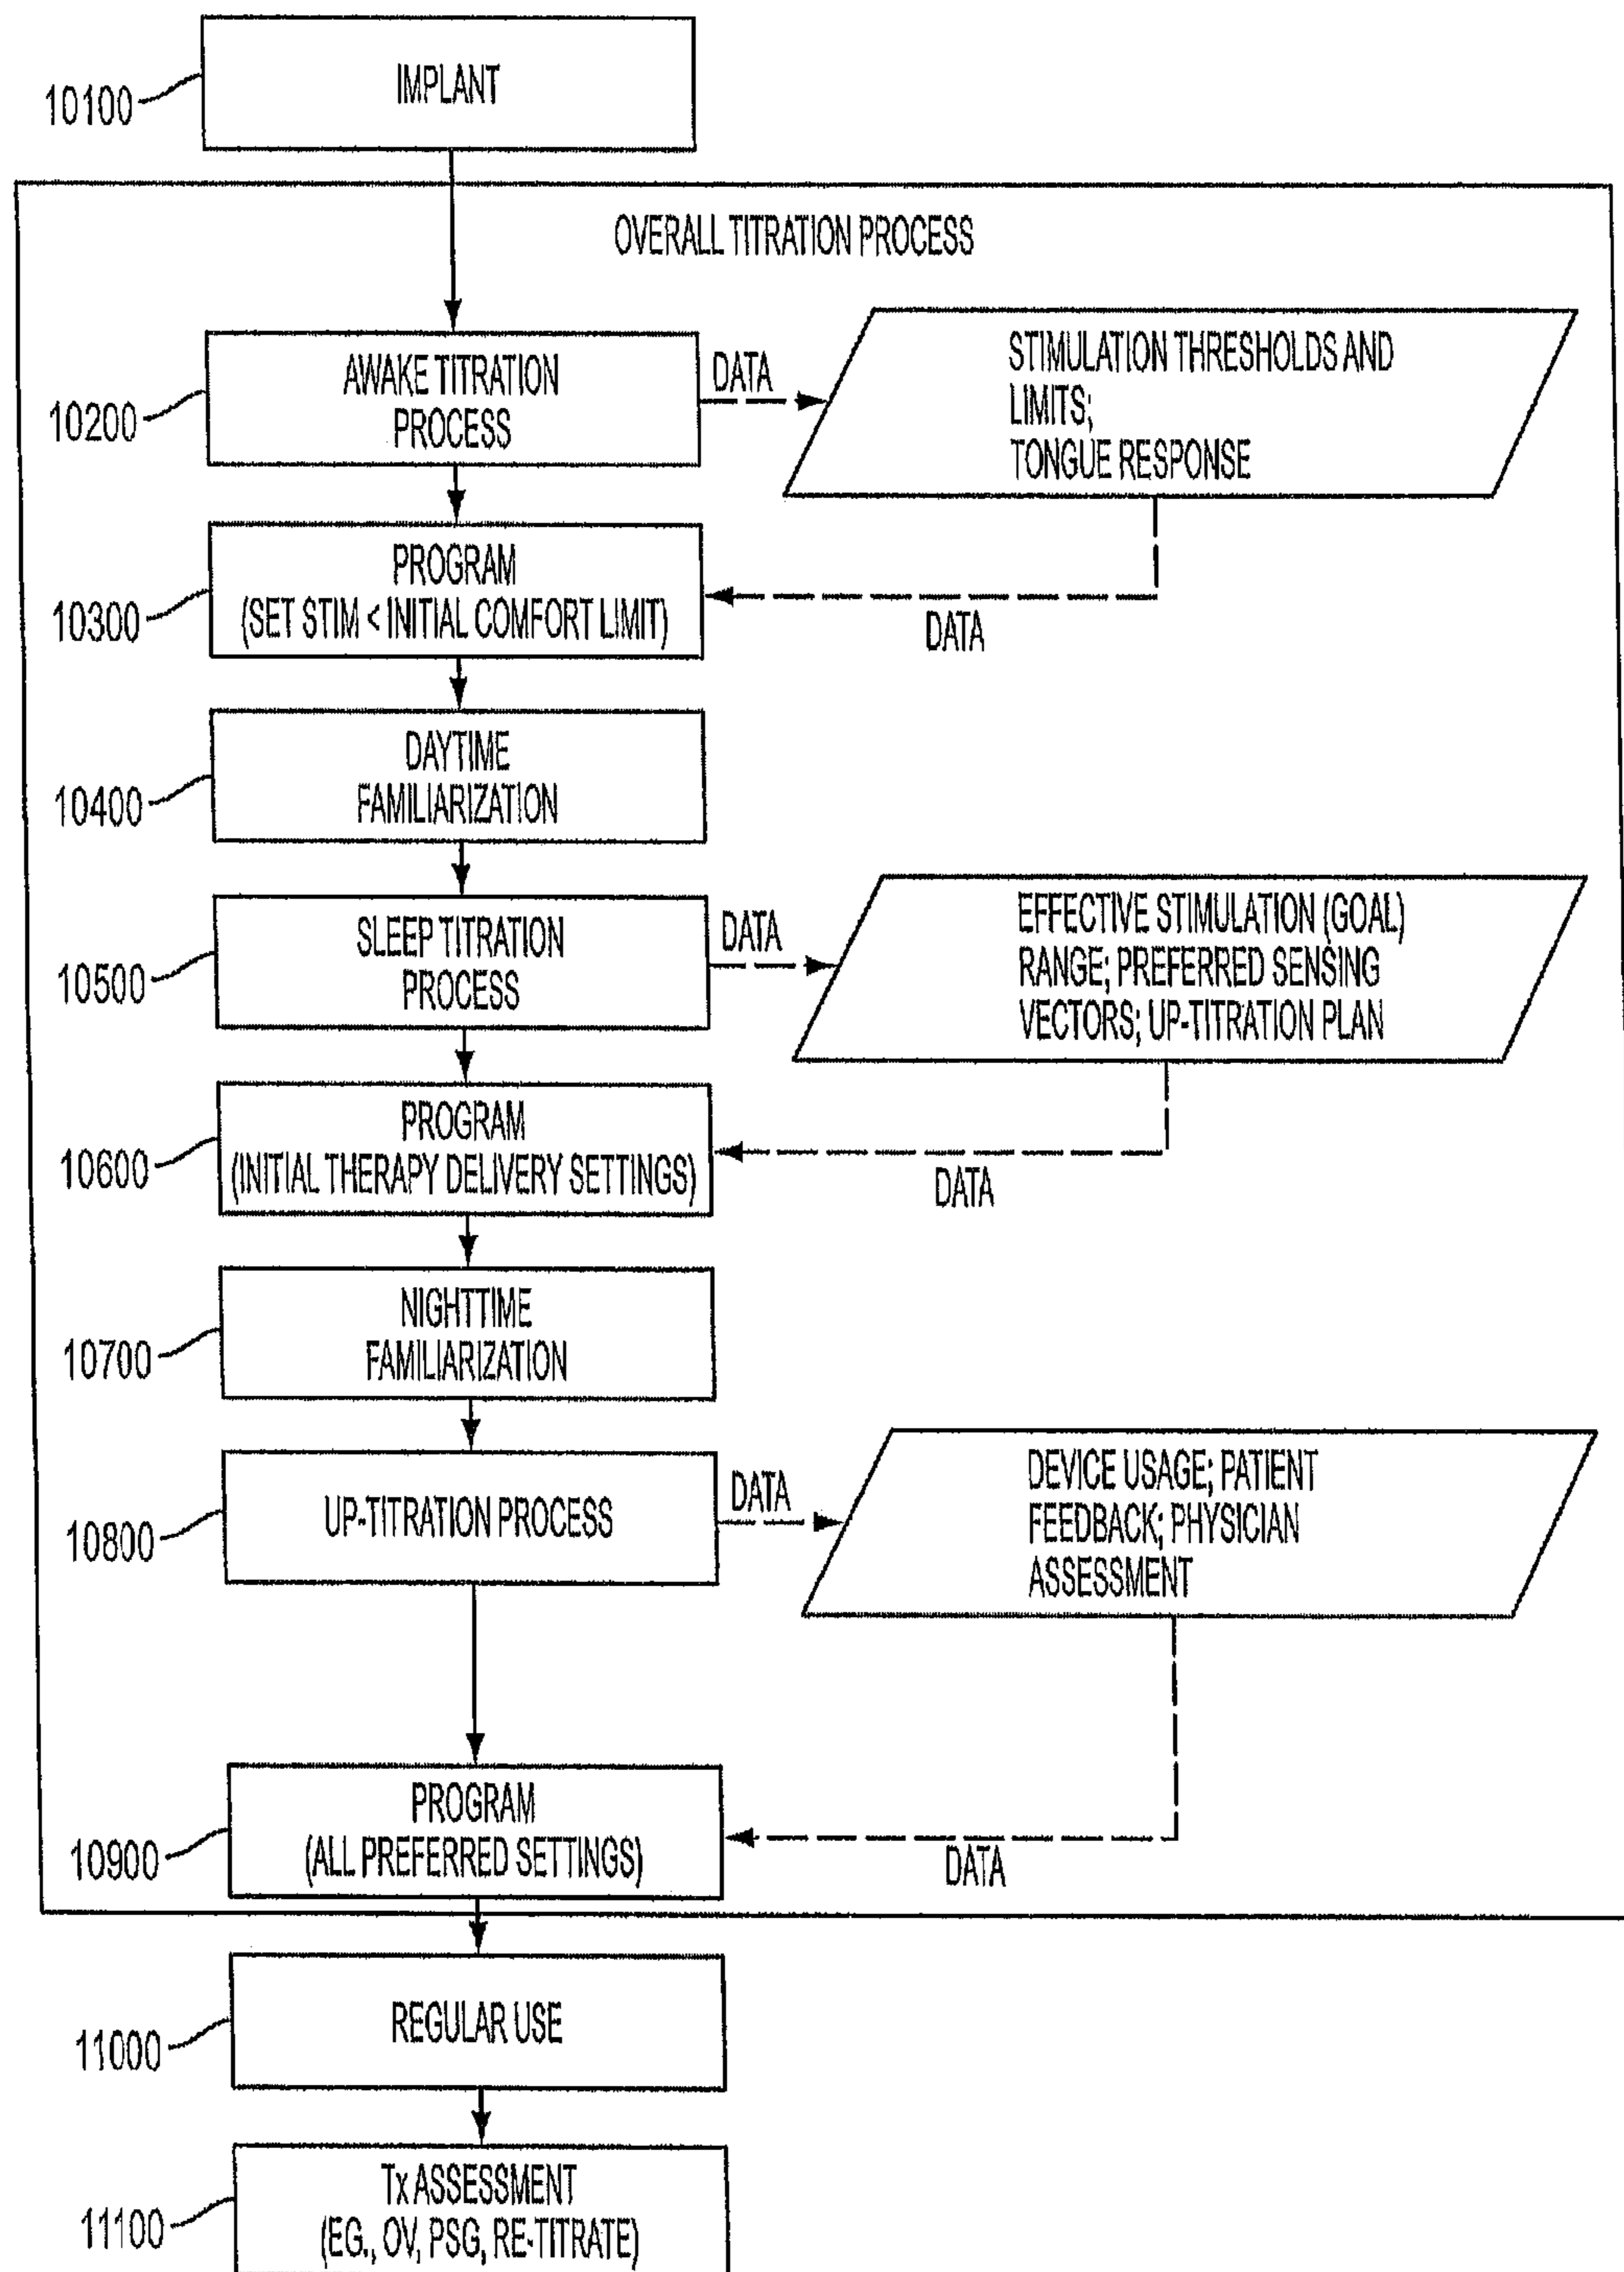 IMPLANT
10100
OVERALL TITRATION PROCESS
AWAKE TITRATION
PROCESS
10200
DATA
STIMULATION THRESHOLDS AND
LIMITS;
TONGUE RESPONSE
PROGRAM
(SET STIM < INITIAL COMFORT LIMIT)
10300
DATA
DAYTIME
FAMILIARIZATION
10400
SLEEP TITRATION
PROCESS
10500
DATA
EFFECTIVE STIMULATION (GOAL)
RANGE; PREFERRED SENSING
VECTORS; UP-TITRATION PLAN
PROGRAM
(INITIAL THERAPY DELIVERY SETTINGS)
10600
DATA
NIGHTTIME
FAMILIARIZATION
10700
UP-TITRATION PROCESS
10800
DATA
DEVICE USAGE; PATIENT
FEEDBACK; PHYSICIAN
ASSESSMENT
PROGRAM
(ALL PREFERRED SETTINGS)
10900
DATA
REGULAR USE
11000
Tx ASSESSMENT
(EG., OV, PSG, RE-TITRATE)
11100